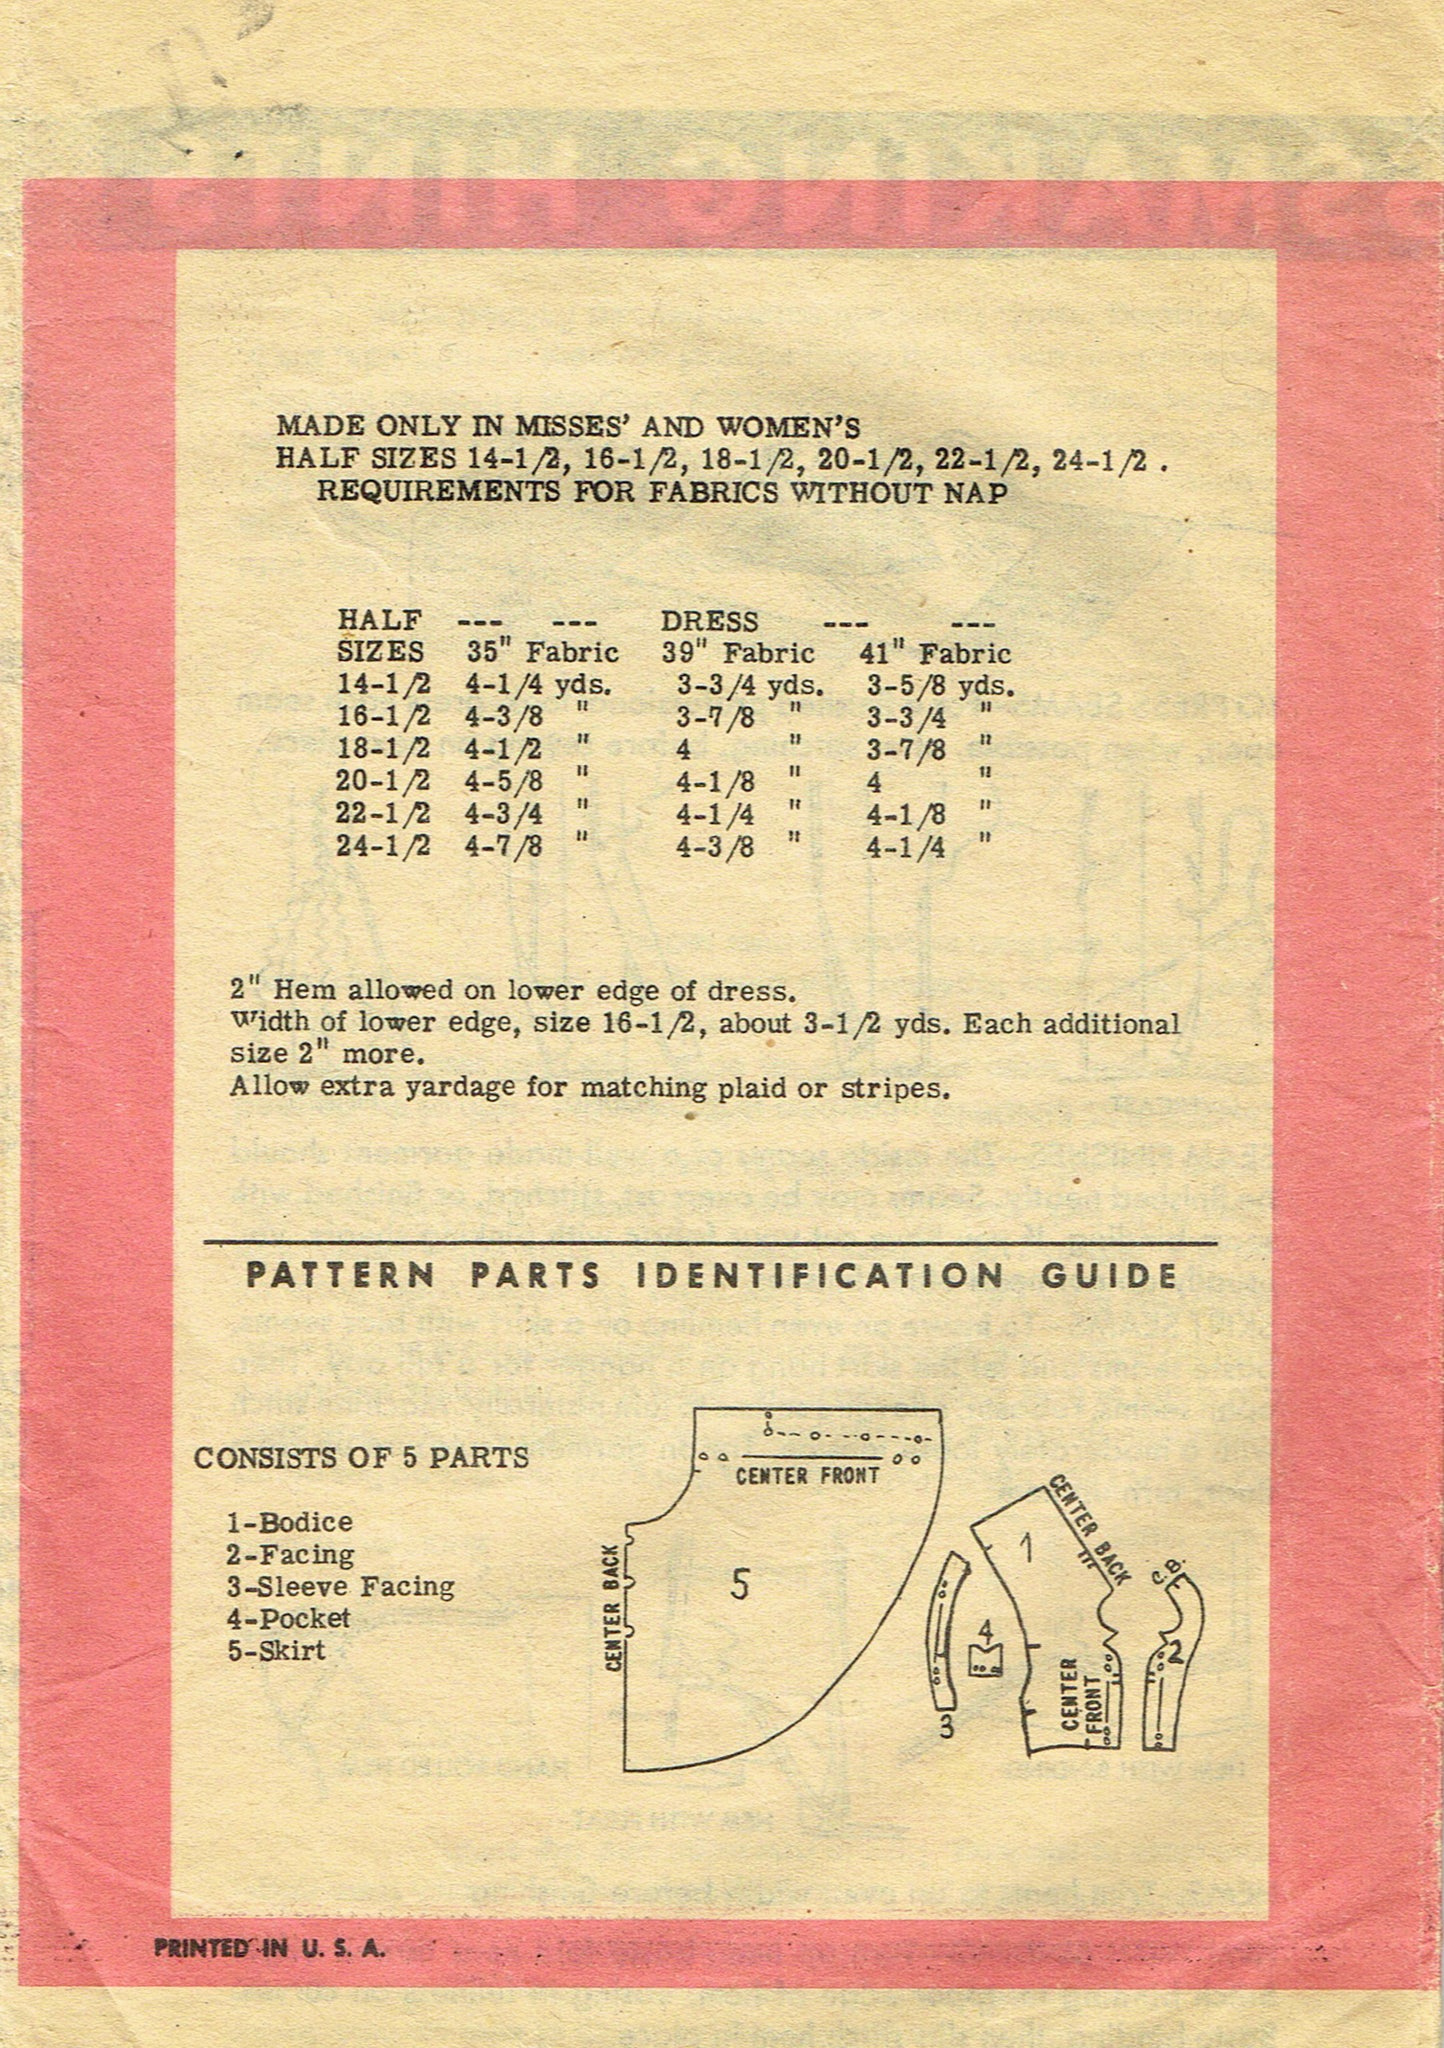 MADE ONLY IN MISSES' AND WOMEN'S
HALF SIZES 14-1/2, 16-1/2, 18-1/2, 20-1/2, 22-1/2, 24-1/2 .
REQUIREMENTS FOR FABRICS WITHOUT NAP
HALF --- --- DRESS --- ---
SIZES 35" Fabric 39" Fabric 41" Fabric
14-1/2 4-1/4 yds. 3-3/4 yds. 3-5/8 yds.
16-1/2 4-3/8 " 3-7/8 " 3-3/4 "
18-1/2 4-1/2 " 4 " 3-7/8 "
20-1/2 4-5/8 " 4-1/8 " 4 "
22-1/2 4-3/4 " 4-1/4 " 4-1/8 "
24-1/2 4-7/8 " 4-3/8 " 4-1/4 "
2" Hem allowed on lower edge of dress.
Width of lower edge, size 16-1/2, about 3-1/2 yds. Each additional
size 2" more.
Allow extra yardage for matching plaid or stripes.
PATTERN PARTS IDENTIFICATION GUIDE
CONSISTS OF 5 PARTS
1-Bodice
2-Facing
3-Sleeve Facing
4-Pocket
5-Skirt
CENTER FRONT
CENTER BACK
5
3
4
1
CENTER BACK
CENTER
FRONT
C.B.
2
PRINTED IN U. S. A.